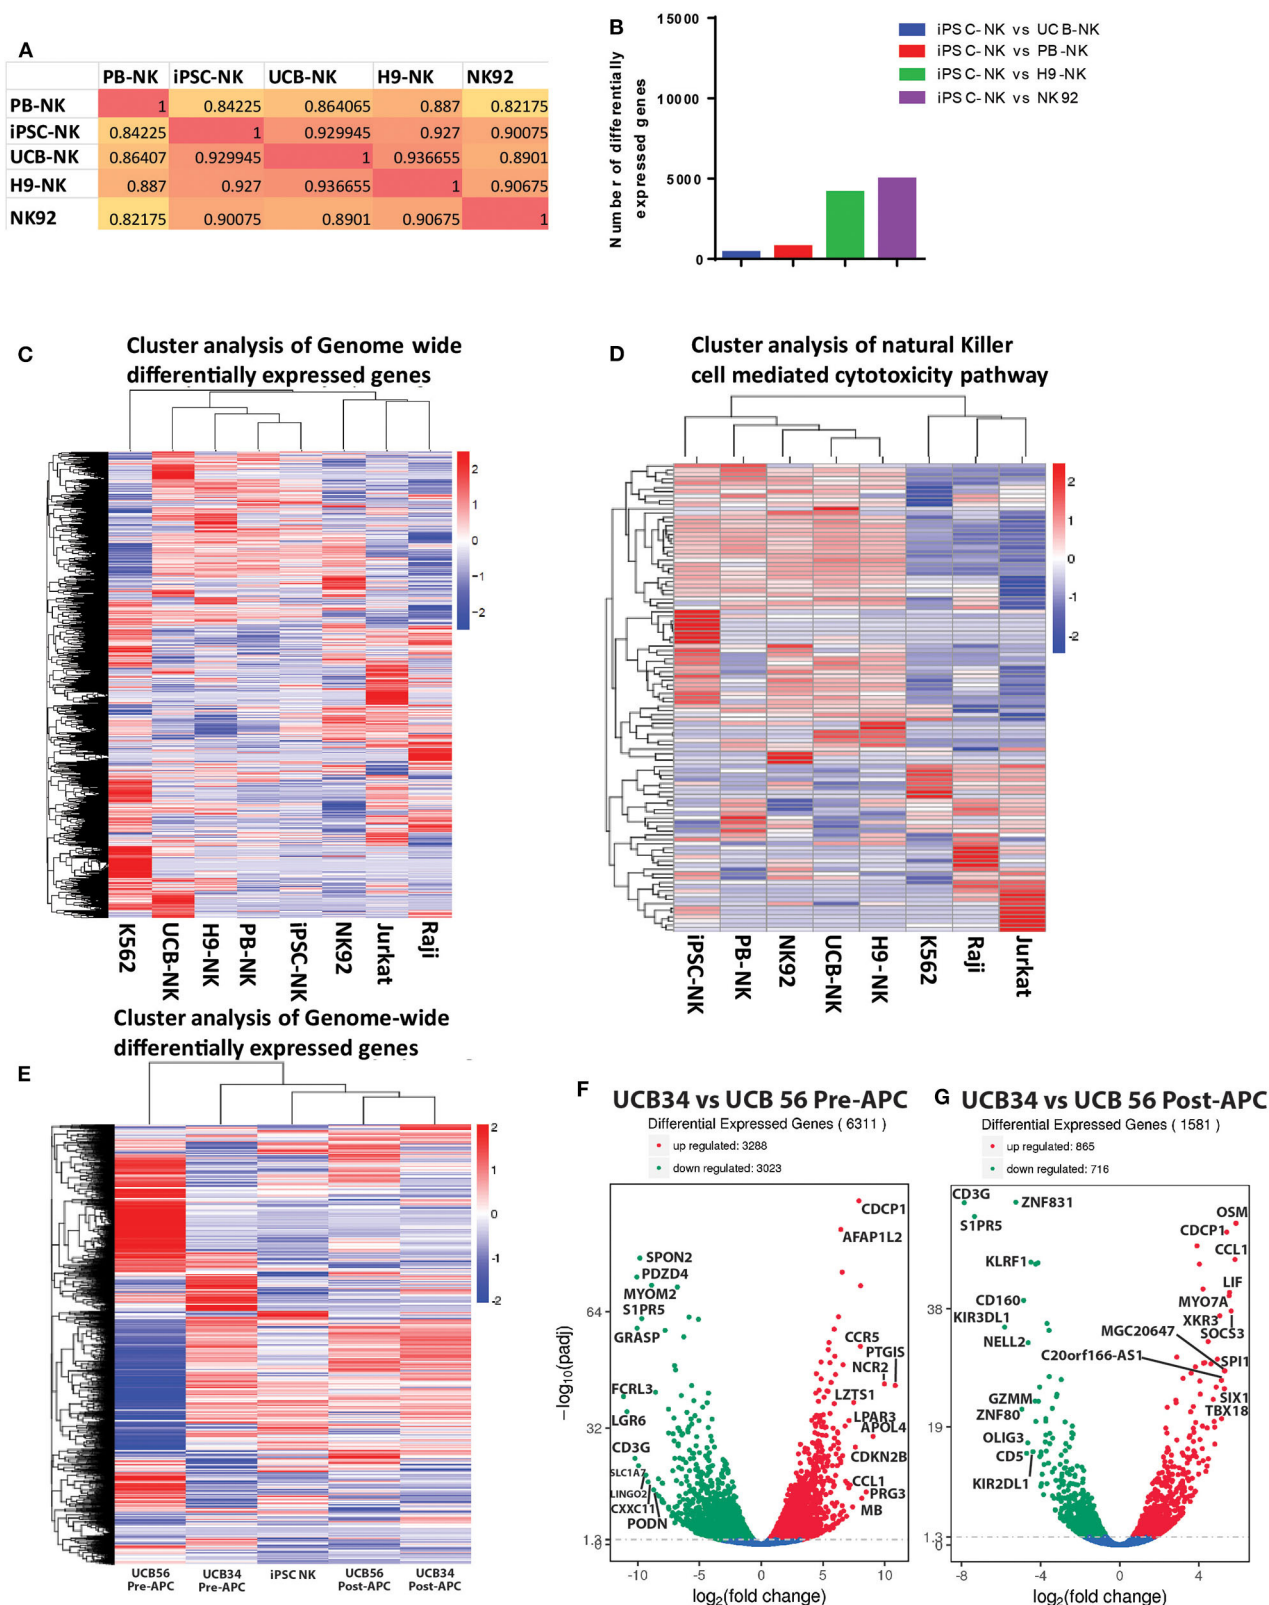 A
PB-NK iPSC-NK UCB-NK H9-NK NK92
PB-NK 1 0.84225 0.864065 0.887 0.82175
iPSC-NK 0.84225 1 0.929945 0.927 0.90075
UCB-NK 0.86407 0.929945 1 0.936655 0.8901
H9-NK 0.887 0.927 0.936655 1 0.90675
NK92 0.82175 0.90075 0.8901 0.90675 1
B
Number of differentially
expressed genes
15000
10000
5000
0
iPSC-NK vs UCB-NK
iPSC-NK vs PB-NK
iPSC-NK vs H9-NK
iPSC-NK vs NK92
C
Cluster analysis of Genome wide
differentially expressed genes
2
1
0
-1
-2
K562 UCB-NK H9-NK PB-NK iPSC-NK NK92 Jurkat Raji
D
Cluster analysis of natural Killer
cell mediated cytotoxicity pathway
2
1
0
-1
-2
iPSC-NK PB-NK NK92 UCB-NK H9-NK K562 Raji Jurkat
E
Cluster analysis of Genome-wide
differentially expressed genes
2
1
0
-1
-2
UCB56 Pre-APC
UCB34 Pre-APC
iPSC NK
UCB56 Post-APC
UCB34 Post-APC
F
UCB34 vs UCB 56 Pre-APC
Differential Expressed Genes ( 6311 )
up regulated: 3288
down regulated: 3023
CDCP1
AFAP1L2
SPON2
PDZD4
MYOM2
S1PR5
GRASP
CCR5
PTGIS
NCR2
FCRL3
LZTS1
LGR6
LPAR3
APOL4
CD3G
CDKN2B
SLC1A7
CCL1
LINGO2
PRG3
CXXC11
MB
PODN
−log10(padj)
64
32
1.3
0
-10 -5 0 5 10
log2(fold change)
G
UCB34 vs UCB 56 Post-APC
Differential Expressed Genes ( 1581 )
up regulated: 865
down regulated: 716
CD3G
ZNF831
S1PR5
OSM
CDCP1
CCL1
KLRF1
LIF
CD160
MYO7A
KIR3DL1
XKR3
SOCS3
NELL2
MGC20647
C20orf166-AS1
SPI1
GZMM
SIX1
ZNF80
TBX18
OLIG3
CD5
KIR2DL1
38
19
1.3
0
-8 -4 0 4
log2(fold change)